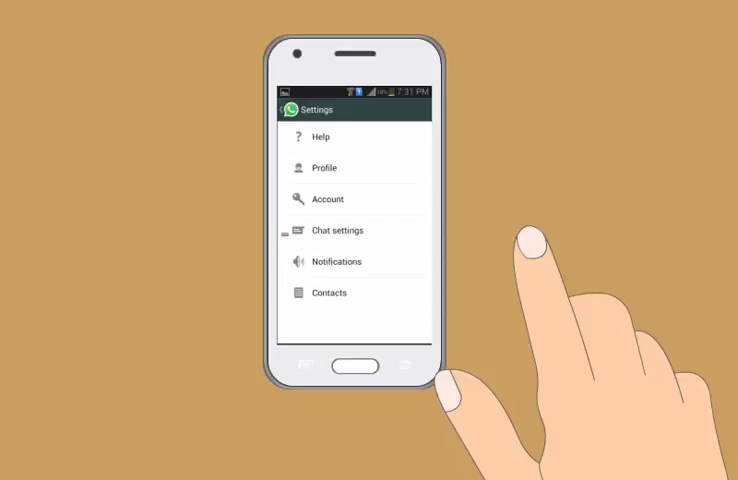 7:31 PM
Settings
Help
Profile
Account
Chat settings
Notifications
Contacts